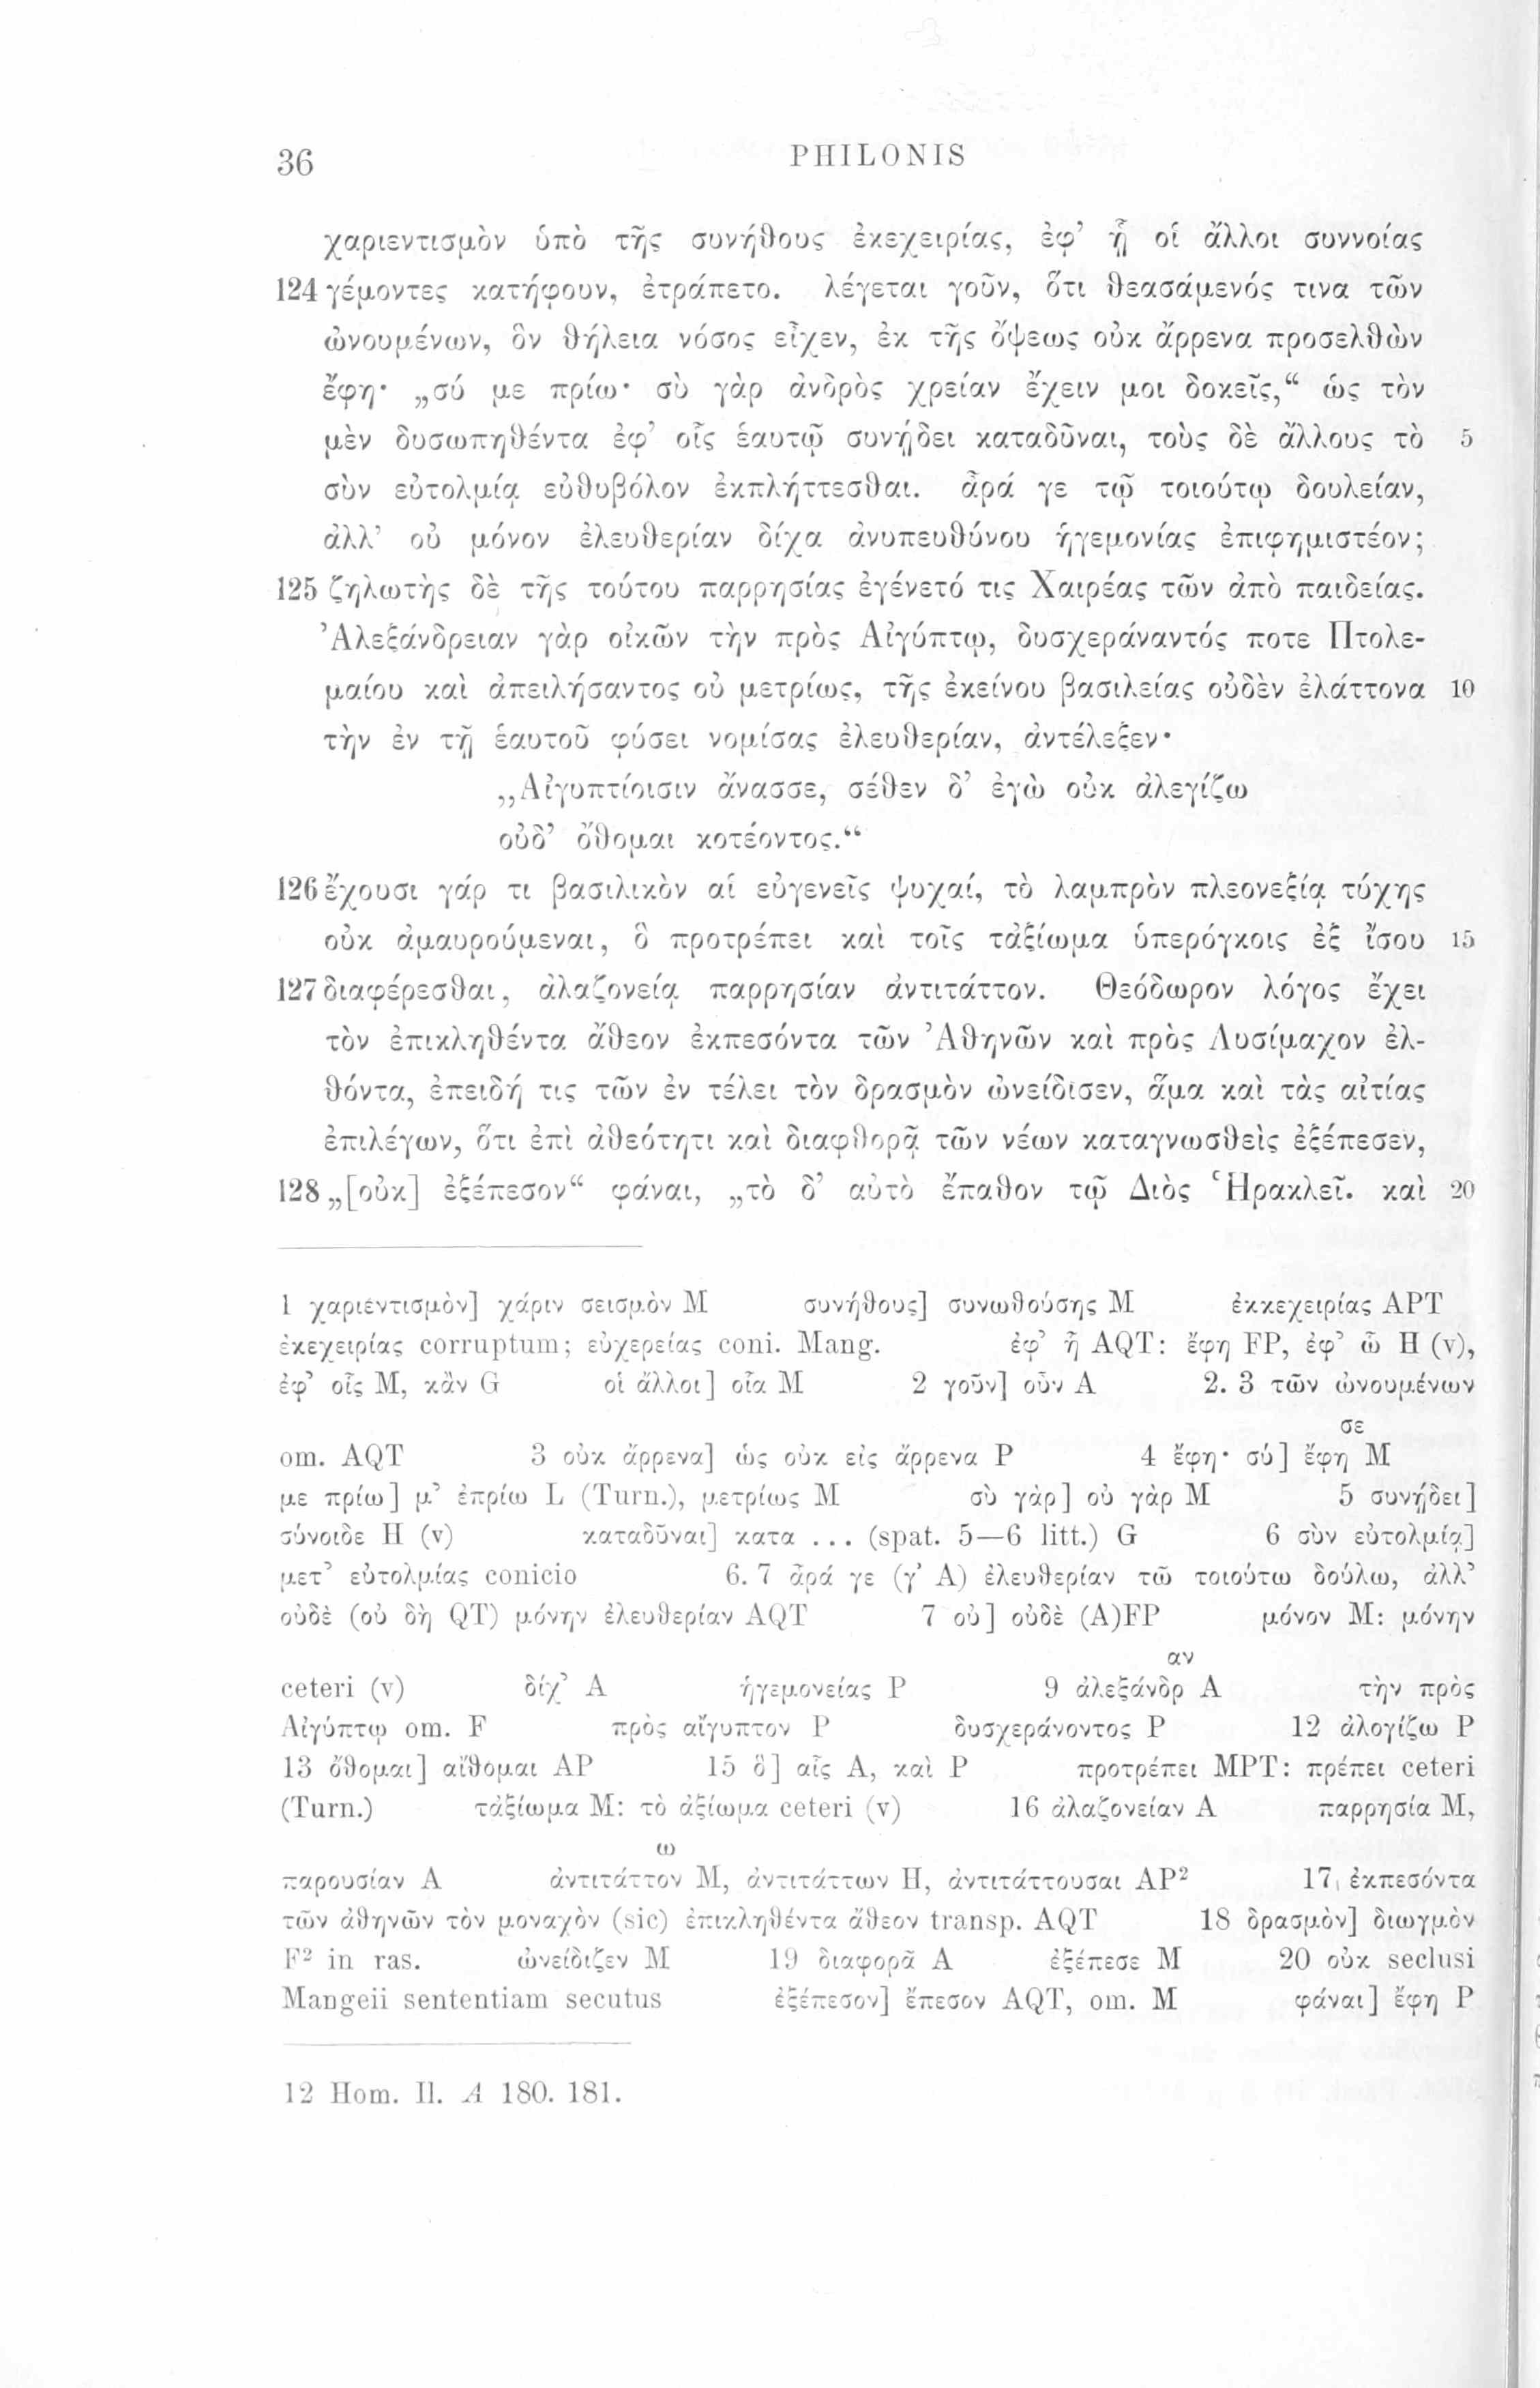 36 PHILONIS
χαριεντισμὸν ὑπὸ τῆς συνήθους ἐκεχειρίας, ἐφ’ ᾗ οἱ ἄλλοι συννοίας
124 γέμοντες κατήφουν, ἐτράπετο. λέγεται γοῦν, ὅτι θεασάμενός τινα τῶν
ὠνουμένων, ὃν θήλεια νόσος εἶχεν, ἐκ τῆς ὄψεως οὐκ ἄρρενα προσελθὼν
ἔφη· „σύ με πρίω· σὺ γὰρ ἀνδρὸς χρείαν ἔχειν μοι δοκεῖς,“ ὡς τὸν
μὲν δυσωπηθέντα ἐφ’ οἷς ἑαυτῷ συνῄδει καταδῦναι, τοὺς δὲ ἄλλους τὸ 5
σὺν εὐτολμίᾳ εὐθυβόλον ἐκπλήττεσθαι. ἆρά γε τῷ τοιούτῳ δουλείαν,
ἀλλ’ οὐ μόνον ἐλευθερίαν δίχα ἀνυπευθύνου ἡγεμονίας ἐπιφημιστέον;
125 ζηλωτὴς δὲ τῆς τούτου παρρησίας ἐγένετό τις Χαιρέας τῶν ἀπὸ παιδείας.
Ἀλεξάνδρειαν γὰρ οἰκῶν τὴν πρὸς Αἰγύπτῳ, δυσχεράναντός ποτε Πτολε-
μαίου καὶ ἀπειλήσαντος οὐ μετρίως, τῆς ἐκείνου βασιλείας οὐδὲν ἐλάττονα 10
τὴν ἐν τῇ ἑαυτοῦ φύσει νομίσας ἐλευθερίαν, ἀντέλεξεν·
„Αἰγυπτίοισιν ἄνασσε, σέθεν δ’ ἐγὼ οὐκ ἀλεγίζω
οὐδ’ ὄθομαι κοτέοντος.“
126 ἔχουσι γάρ τι βασιλικὸν αἱ εὐγενεῖς ψυχαί, τὸ λαμπρὸν πλεονεξίᾳ τύχης
οὐκ ἀμαυρούμεναι, ὃ προτρέπει καὶ τοῖς τἀξίωμα ὑπερόγκοις ἐξ ἴσου 15
127 διαφέρεσθαι, ἀλαζονείᾳ παρρησίαν ἀντιτάττον. Θεόδωρον λόγος ἔχει
τὸν ἐπικληθέντα ἄθεον ἐκπεσόντα τῶν Ἀθηνῶν καὶ πρὸς Λυσίμαχον ἐλ-
θόντα, ἐπειδή τις τῶν ἐν τέλει τὸν δρασμὸν ὠνείδισεν, ἅμα καὶ τὰς αἰτίας
ἐπιλέγων, ὅτι ἐπὶ ἀθεότητι καὶ διαφθορᾷ τῶν νέων καταγνωσθεὶς ἐξέπεσεν,
128 „[οὐκ] ἐξέπεσον“ φάναι, „τὸ δ’ αὐτὸ ἔπαθον τῷ Διὸς Ἡρακλεῖ. καὶ 20
1 χαριεντισμὸν] χάριν σεισμὸν M συνήθους] συνωθούσης M ἐκκεχειρίας APT
ἐκεχειρίας corruptum; εὐχερείας coni. Mang. ἐφ’ ᾗ AQT: ἔφη FP, ἐφ’ ὧ H (v),
ἐφ’ οἷς M, κἂν G οἱ ἄλλοι] οἷα M 2 γοῦν] οὖν A 2. 3 τῶν ὠνουμένων
σε
om. AQT 3 οὐκ ἄρρενα] ὡς οὐκ εἰς ἄρρενα P 4 ἔφη· σύ] ἔφη M
με πρίω] μ’ ἐπρίω L (Turn.), μετρίως M σὺ γὰρ] οὐ γὰρ M 5 συνῄδει]
σύνοιδε H (v) καταδῦναι] κατα ... (spat. 5—6 litt.) G 6 σὺν εὐτολμίᾳ]
μετ’ εὐτολμίας conicio 6. 7 ἆρά γε (γ’ A) ἐλευθερίαν τῶ τοιούτω δούλω, ἀλλ’
οὐδὲ (οὐ δὴ QT) μόνην ἐλευθερίαν AQT 7 οὐ] οὐδὲ (A)FP μόνον M: μόνην
αν
ceteri (v) δίχ’ A ἡγεμονείας P 9 ἀλεξάνδρ A τὴν πρὸς
Αἰγύπτῳ om. F πρὸς αἴγυπτον P δυσχεράνοντος P 12 ἀλογίζω P
13 ὄθομαι] αἴθομαι AP 15 ὃ] αἷς A, καὶ P προτρέπει MPT: πρέπει ceteri
(Turn.) τἀξίωμα M: τὸ ἀξίωμα ceteri (v) 16 ἀλαζονείαν A παρρησία M,
ω
παρουσίαν A ἀντιτάττον M, ἀντιτάττων H, ἀντιτάττουσαι AP² 17 ἐκπεσόντα
τῶν ἀθηνῶν τὸν μοναχὸν (sic) ἐπικληθέντα ἄθεον transp. AQT 18 δρασμὸν] διωγμὸν
F² in ras. ὠνείδιζεν M 19 διαφορᾶ A ἐξέπεσε M 20 οὐκ seclusi
Mangeii sententiam secutus ἐξέπεσον] ἔπεσον AQT, om. M φάναι] ἔφη P
12 Hom. Il. A 180. 181.